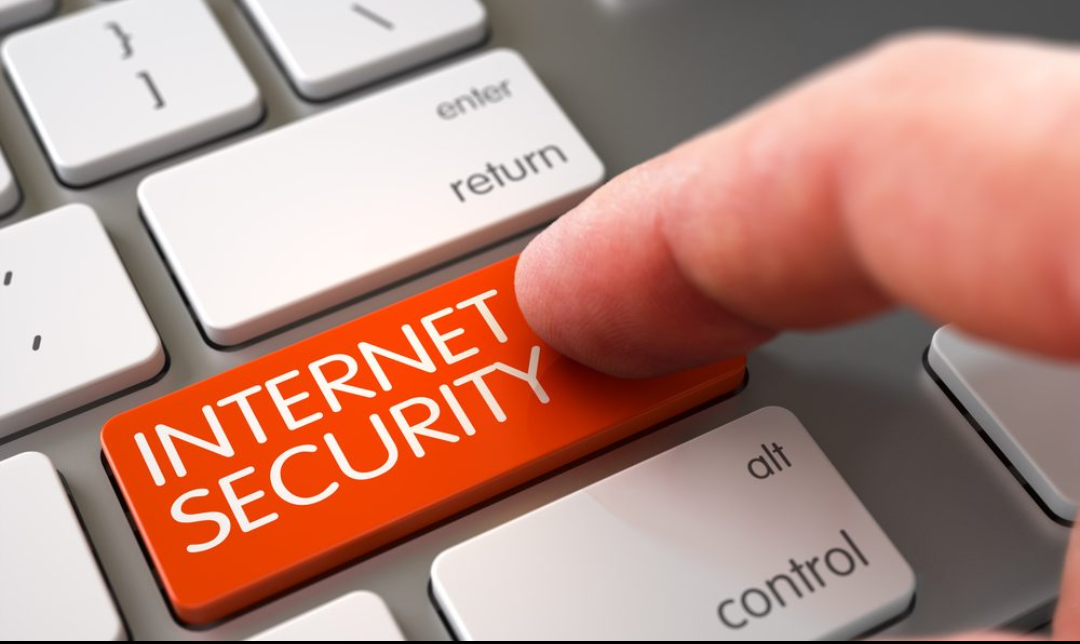 }
]
\
enter
return
"
,
INTERNET
SECURITY
alt
control